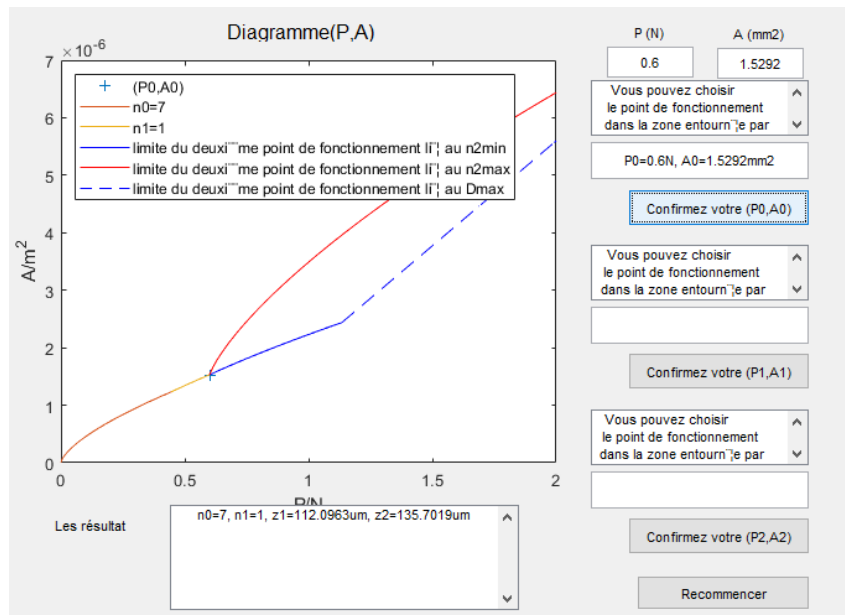 Diagramme(P,A)
×10-6
7
6
5
4
3
2
1
0
A/m2
(P0,A0)
n0=7
n1=1
limite du deuxi¨¨me point de fonctionnement li¨¦ au n2min
limite du deuxi¨¨me point de fonctionnement li¨¦ au n2max
limite du deuxi¨¨me point de fonctionnement li¨¦ au Dmax
0
0.5
1
1.5
2
P/N
Les résultat
n0=7, n1=1, z1=112.0963um, z2=135.7019um
P (N)
A (mm2)
0.6
1.5292
Vous pouvez choisir
le point de fonctionnement
dans la zone entourn¨¦e par
P0=0.6N, A0=1.5292mm2
Confirmez votre (P0,A0)
Vous pouvez choisir
le point de fonctionnement
dans la zone entourn¨¦e par
Confirmez votre (P1,A1)
Vous pouvez choisir
le point de fonctionnement
dans la zone entourn¨¦e par
Confirmez votre (P2,A2)
Recommencer